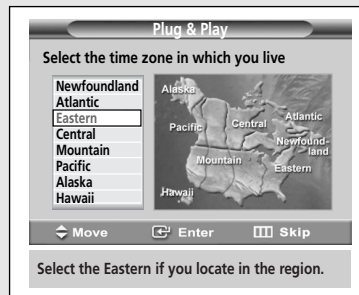 Plug & Play
Select the time zone in which you live
Newfoundland
Atlantic
Eastern
Central
Mountain
Pacific
Alaska
Hawaii
Alaska
Pacific
Central
Atlantic
Newfound-
land
Mountain
Eastern
Hawaii
Move
Enter
Skip
Select the Eastern if you locate in the region.